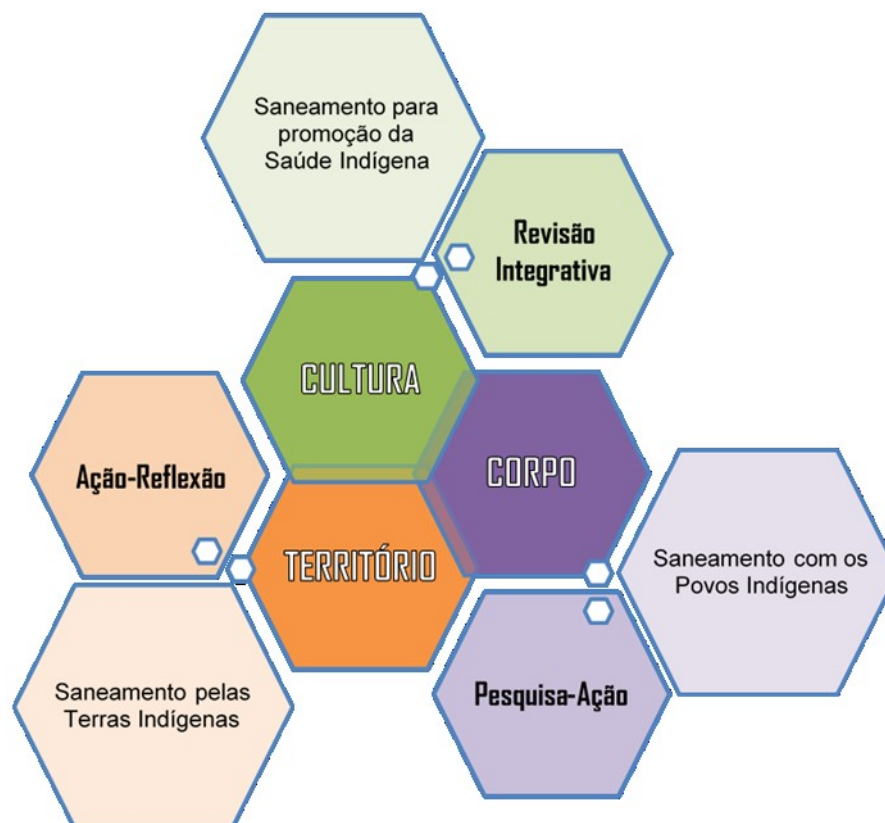 Saneamento para
promoção da
Saúde Indígena
Revisão
Integrativa
CULTURA
Ação-Reflexão
CORPO
TERRITÓRIO
Saneamento com os
Povos Indígenas
Saneamento pelas
Terras Indígenas
Pesquisa-Ação